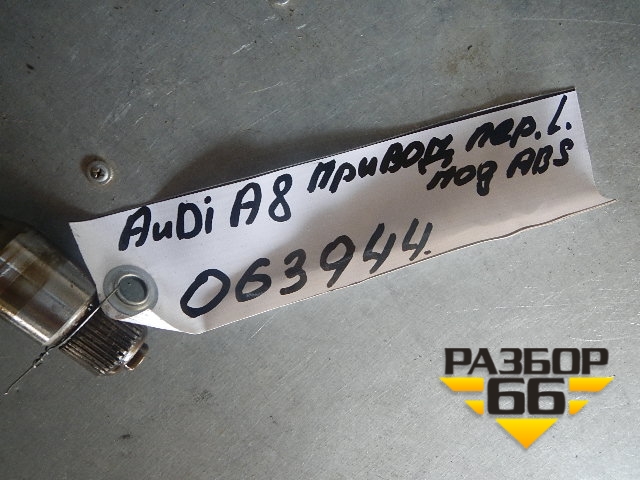 AuDi A8 привод пер. L.
под ABS
063944.
РАЗБОР
66